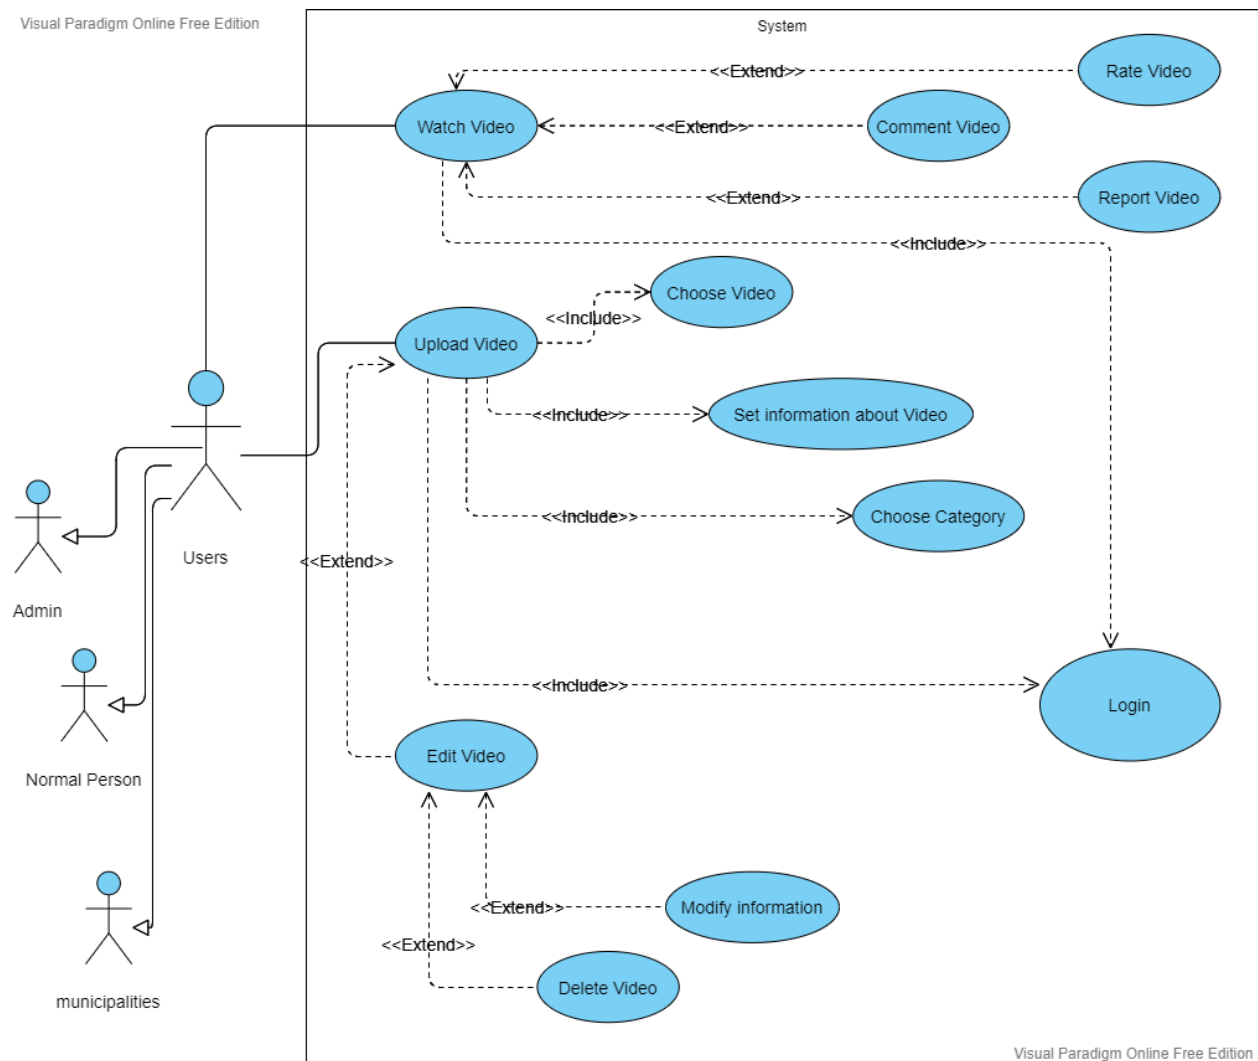 Visual Paradigm Online Free Edition
System
<<Extend>>
Rate Video
Watch Video
<<Extend>>
Comment Video
<<Extend>>
Report Video
<<Include>>
Choose Video
<<Include>>
Upload Video
<<Include>>
Set information about Video
<<Include>>
Choose Category
Users
<<Extend>>
Admin
<<Include>>
Login
Edit Video
Normal Person
<<Extend>>
Modify information
<<Extend>>
Delete Video
municipalities
Visual Paradigm Online Free Edition